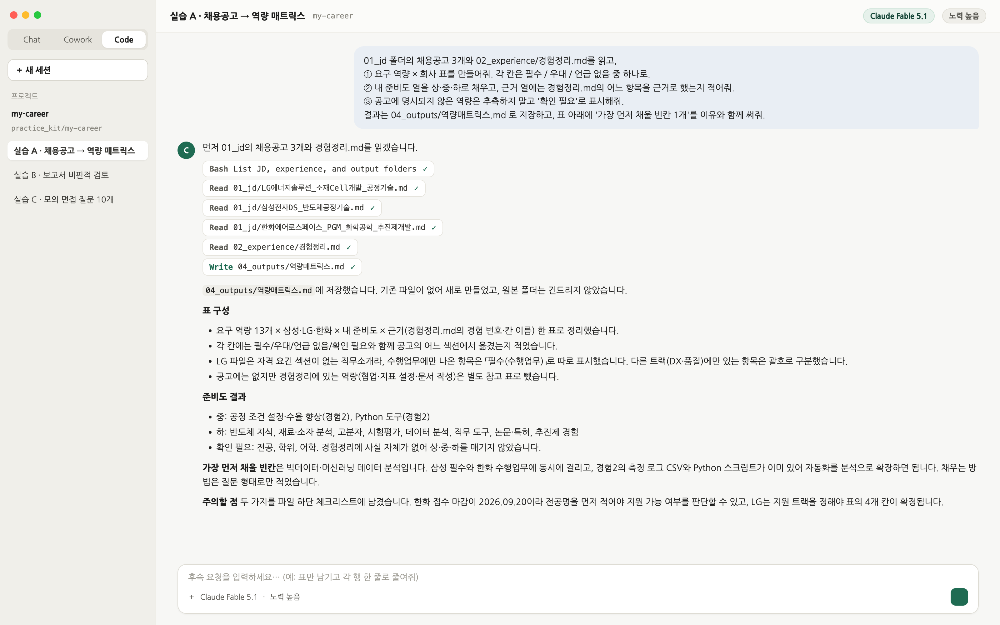 Chat Cowork Code
+ 새 세션
프로젝트
my-career
practice_kit/my-career
실습 A · 채용공고 → 역량 매트릭스
실습 B · 보고서 비판적 검토
실습 C · 모의 면접 질문 10개
실습 A · 채용공고 → 역량 매트릭스 my-career
Claude Fable 5.1 노력 높음
01_jd 폴더의 채용공고 3개와 02_experience/경험정리.md를 읽고,
① 요구 역량 × 회사 표를 만들어줘. 각 칸은 필수 / 우대 / 언급 없음 중 하나로.
② 내 준비도 열을 상·중·하로 채우고, 근거 열에는 경험정리.md의 어느 항목을 근거로 했는지 적어줘.
③ 공고에 명시되지 않은 역량은 추측하지 말고 '확인 필요'로 표시해줘.
결과는 04_outputs/역량매트릭스.md 로 저장하고, 표 아래에 '가장 먼저 채울 빈칸 1개'를 이유와 함께 써줘.
C
먼저 01_jd의 채용공고 3개와 경험정리.md를 읽겠습니다.
Bash List JD, experience, and output folders ✓
Read 01_jd/LG에너지솔루션_소재Cell개발_공정기술.md ✓
Read 01_jd/삼성전자DS_반도체공정기술.md ✓
Read 01_jd/한화에어로스페이스_PGM_화학공학_추진제개발.md ✓
Read 02_experience/경험정리.md ✓
Write 04_outputs/역량매트릭스.md ✓
04_outputs/역량매트릭스.md에 저장했습니다. 기존 파일이 없어 새로 만들었고, 원본 폴더는 건드리지 않았습니다.
표 구성
• 요구 역량 13개 × 삼성·LG·한화 × 내 준비도 × 근거(경험정리.md의 경험 번호·칸 이름) 한 표로 정리했습니다.
• 각 칸에는 필수/우대/언급 없음/확인 필요와 함께 공고의 어느 섹션에서 옮겼는지 적었습니다.
• LG 파일은 자격 요건 섹션이 없는 직무소개라, 수행업무에만 나온 항목은 「필수(수행업무)」로 따로 표시했습니다. 다른 트랙(DX·품질)에만 있는 항목은 괄호로 구분했습니다.
• 공고에는 없지만 경험정리에 있는 역량(협업·지표 설정·문서 작성)은 별도 참고 표로 뺐습니다.
준비도 결과
• 중: 공정 조건 설정·수율 향상(경험2), Python 도구(경험2)
• 하: 반도체 지식, 재료·소자 분석, 고분자, 시험평가, 데이터 분석, 직무 도구, 논문·특허, 추진제 경험
• 확인 필요: 전공, 학위, 어학. 경험정리에 사실 자체가 없어 상·중·하를 매기지 않았습니다.
가장 먼저 채울 빈칸은 빅데이터·머신러닝 데이터 분석입니다. 삼성 필수와 한화 수행업무에 동시에 걸리고, 경험2의 측정 로그 CSV와 Python 스크립트가 이미 있어 자동화를 분석으로 확장하면 됩니다. 채우는 방
법은 질문 형태로만 적었습니다.
주의할 점 두 가지를 파일 하단 체크리스트에 남겼습니다. 한화 접수 마감이 2026.09.20이라 전공명을 먼저 적어야 지원 가능 여부를 판단할 수 있고, LG는 지원 트랙을 정해야 표의 4개 칸이 확정됩니다.
후속 요청을 입력하세요… (예: 표만 남기고 각 행 한 줄로 줄여줘)
+ Claude Fable 5.1 · 노력 높음